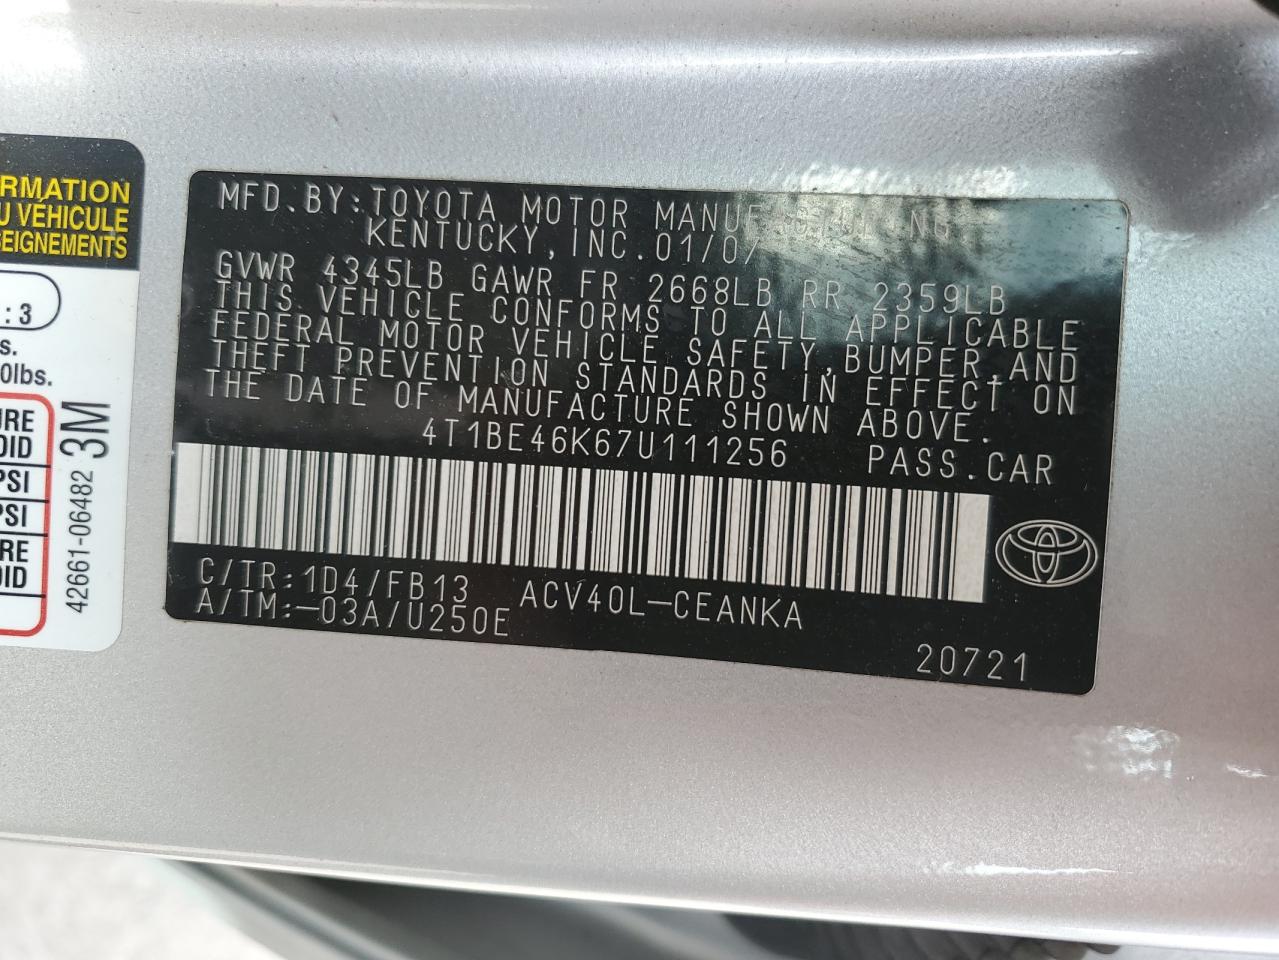 RMATION
U VÉHICULE
SEIGNEMENTS
: 3
s.
0lbs.
URE
OID
PSI
PSI
RE
OID
42661-06482 3M
MFD.BY:TOYOTA MOTOR MANUFACTURING
KENTUCKY,INC.01/07
GVWR 4345LB GAWR FR 2668LB RR 2359LB
THIS VEHICLE CONFORMS TO ALL APPLICABLE
FEDERAL MOTOR VEHICLE SAFETY,BUMPER,AND
THEFT PREVENTION STANDARDS IN EFFECT ON
THE DATE OF MANUFACTURE SHOWN ABOVE.
4T1BE46K67U111256 PASS.CAR
C/TR:1D4/FB13 ACV40L-CEANKA
A/TM:-03A/U250E
20721